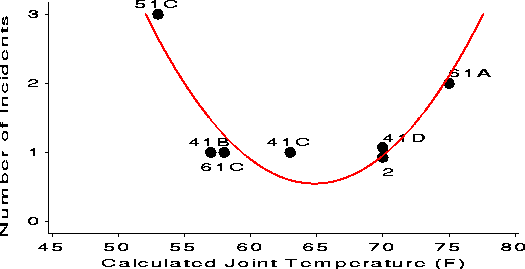 Number of Incidents
3
2
1
0
51C
61A
41B
61C
41C
41D
2
45 50 55 60 65 70 75 80
Calculated Joint Temperature (F)